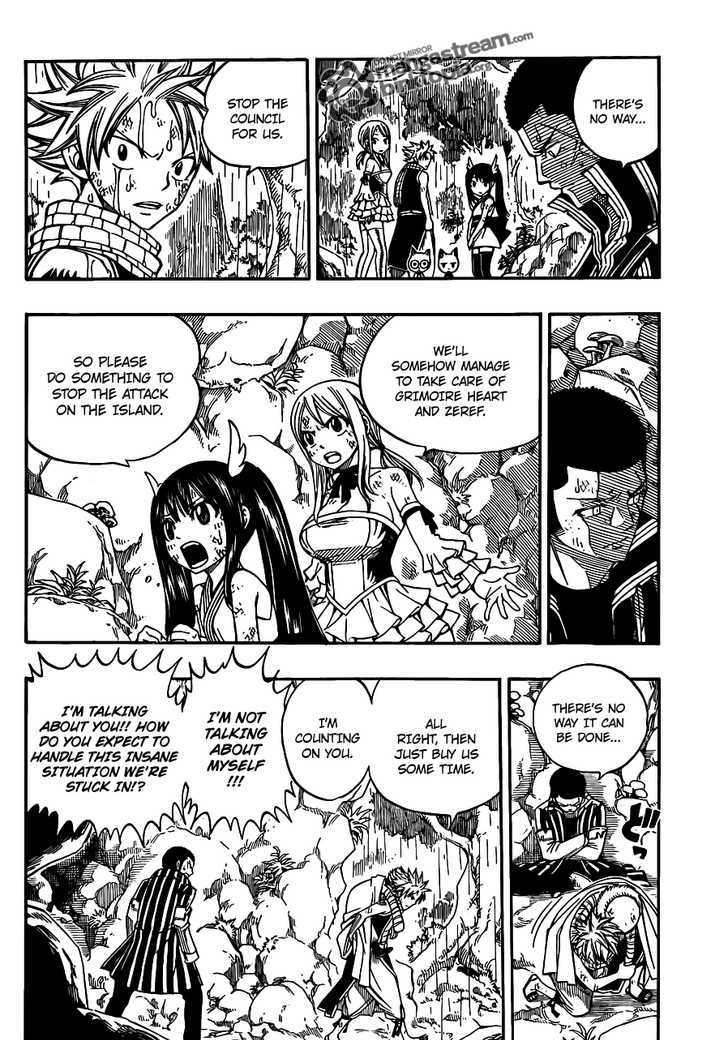 DO NOT MIRROR
mangastream.com
THERE'S
NO WAY...
STOP THE
COUNCIL
FOR US.
WE'LL
SOMEHOW MANAGE
TO TAKE CARE OF
GRIMOIRE HEART
AND ZEREF.
SO PLEASE
DO SOMETHING TO
STOP THE ATTACK
ON THE ISLAND.
THERE'S NO
WAY IT CAN
BE DONE...
ALL
RIGHT, THEN
JUST BUY US
SOME TIME.
I'M
COUNTING
ON YOU.
I'M NOT
TALKING
ABOUT
MYSELF
!!!
I'M TALKING
ABOUT YOU!! HOW
DO YOU EXPECT TO
HANDLE THIS INSANE
SITUATION WE'RE
STUCK IN!?